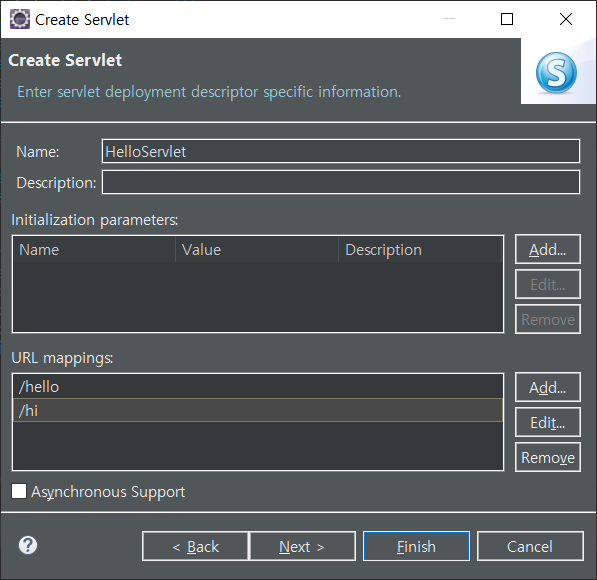 Create Servlet
Create Servlet
S
Enter servlet deployment descriptor specific information.
Name: HelloServlet
Description:
Initialization parameters:
Name Value Description
Add...
Edit...
Remove
URL mappings:
/hello
/hi
Add...
Edit...
Remove
Asynchronous Support
? < Back Next > Finish Cancel